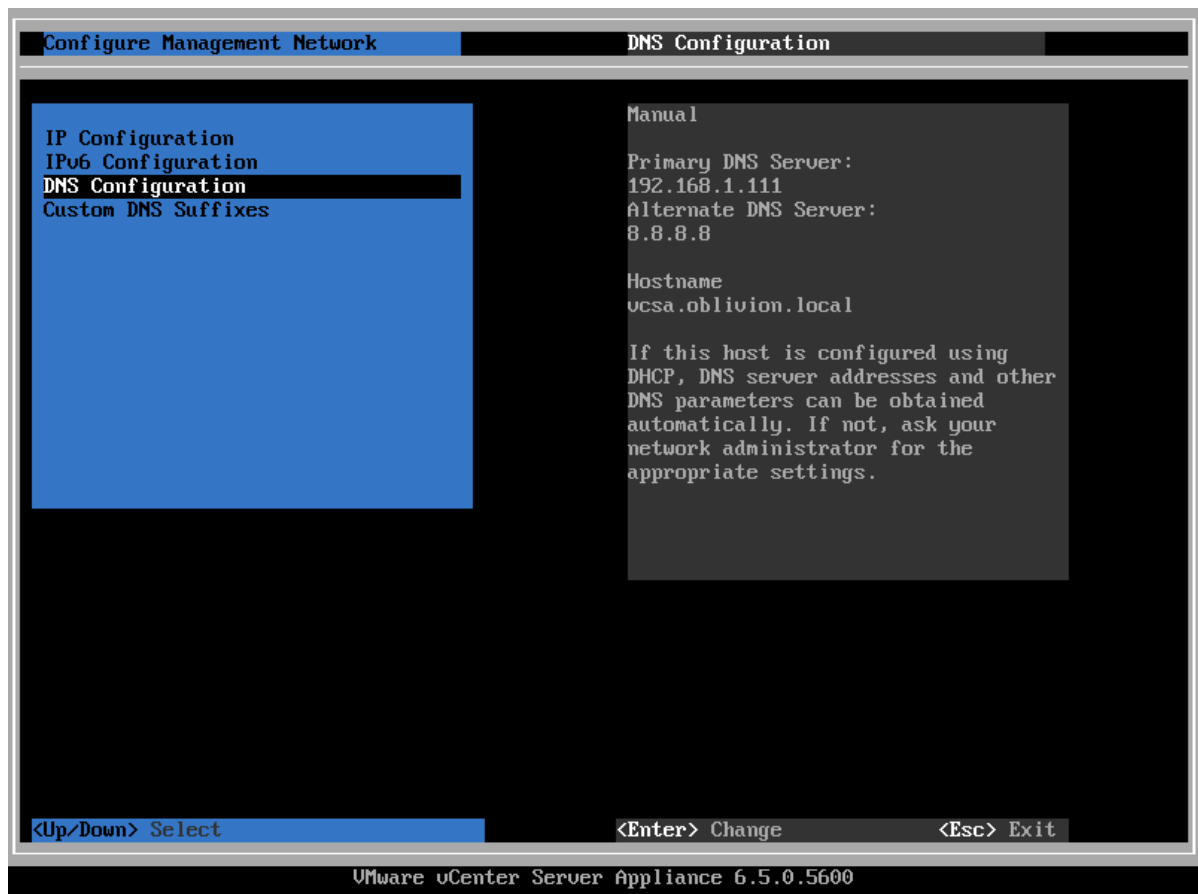 Configure Management Network
DNS Configuration
IP Configuration
IPv6 Configuration
DNS Configuration
Custom DNS Suffixes
Manual
Primary DNS Server:
192.168.1.111
Alternate DNS Server:
8.8.8.8
Hostname
vcsa.oblivion.local
If this host is configured using
DHCP, DNS server addresses and other
DNS parameters can be obtained
automatically. If not, ask your
network administrator for the
appropriate settings.
<Up/Down> Select
<Enter> Change
<Esc> Exit
VMware vCenter Server Appliance 6.5.0.5600